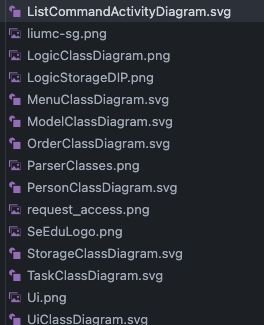 ListCommandActivityDiagram.svg
liumc-sg.png
LogicClassDiagram.png
LogicStorageDIP.png
MenuClassDiagram.svg
ModelClassDiagram.svg
OrderClassDiagram.svg
ParserClasses.png
PersonClassDiagram.svg
request_access.png
SeEduLogo.png
StorageClassDiagram.svg
TaskClassDiagram.svg
Ui.png
UiClassDiagram.svg